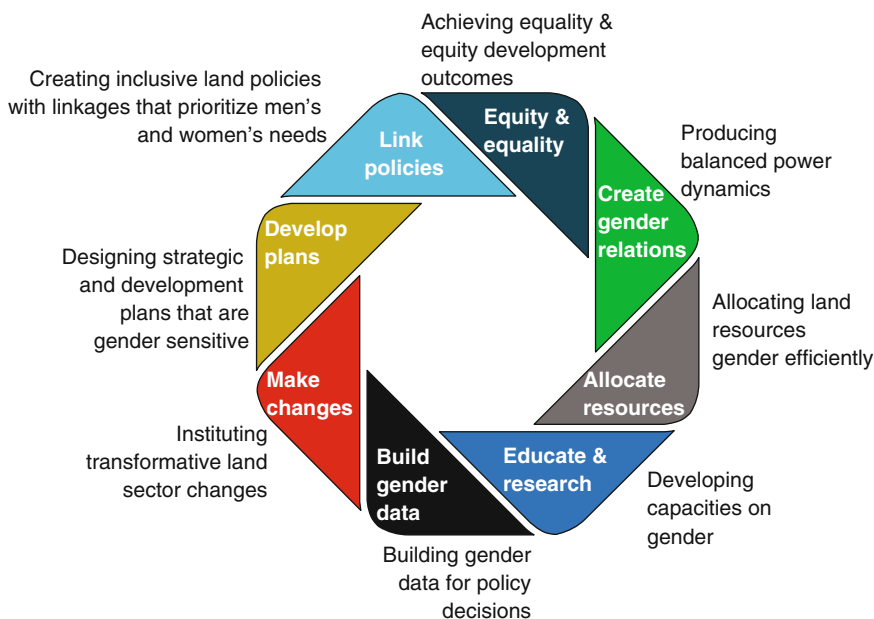 Achieving equality &
equity development
outcomes
Equity &
equality
Producing
balanced power
dynamics
Create
gender
relations
Allocating land
resources
gender efficiently
Allocate
resources
Developing
capacities on
gender
Educate &
research
Building gender
data for policy
decisions
Build
gender
data
Instituting
transformative land
sector changes
Make
changes
Designing strategic
and development
plans that are
gender sensitive
Develop
plans
Creating inclusive land policies
with linkages that prioritize men’s
and women’s needs
Link
policies